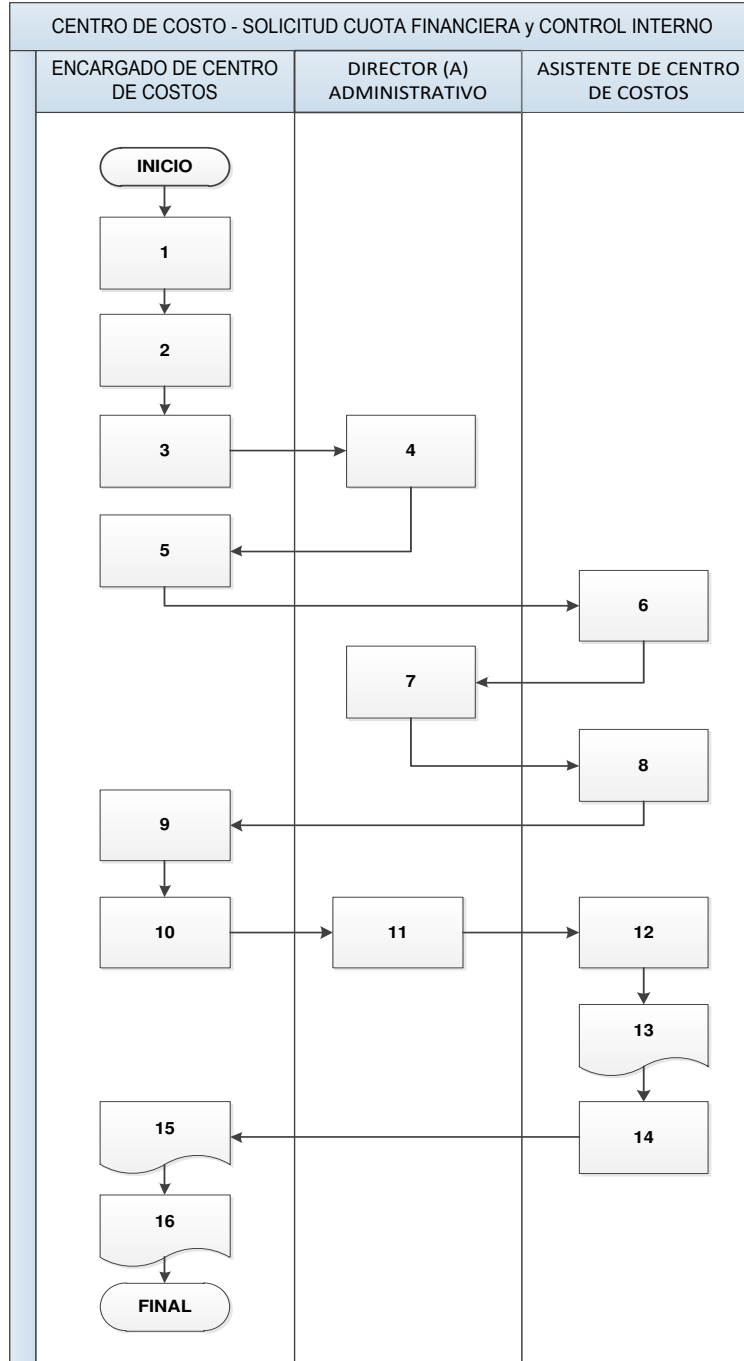 CENTRO DE COSTO - SOLICITUD CUOTA FINANCIERA y CONTROL INTERNO
ENCARGADO DE CENTRO
DE COSTOS
DIRECTOR (A)
ADMINISTRATIVO
ASISTENTE DE CENTRO
DE COSTOS
INICIO
1
2
3
4
5
6
7
8
9
10
11
12
13
14
15
16
FINAL